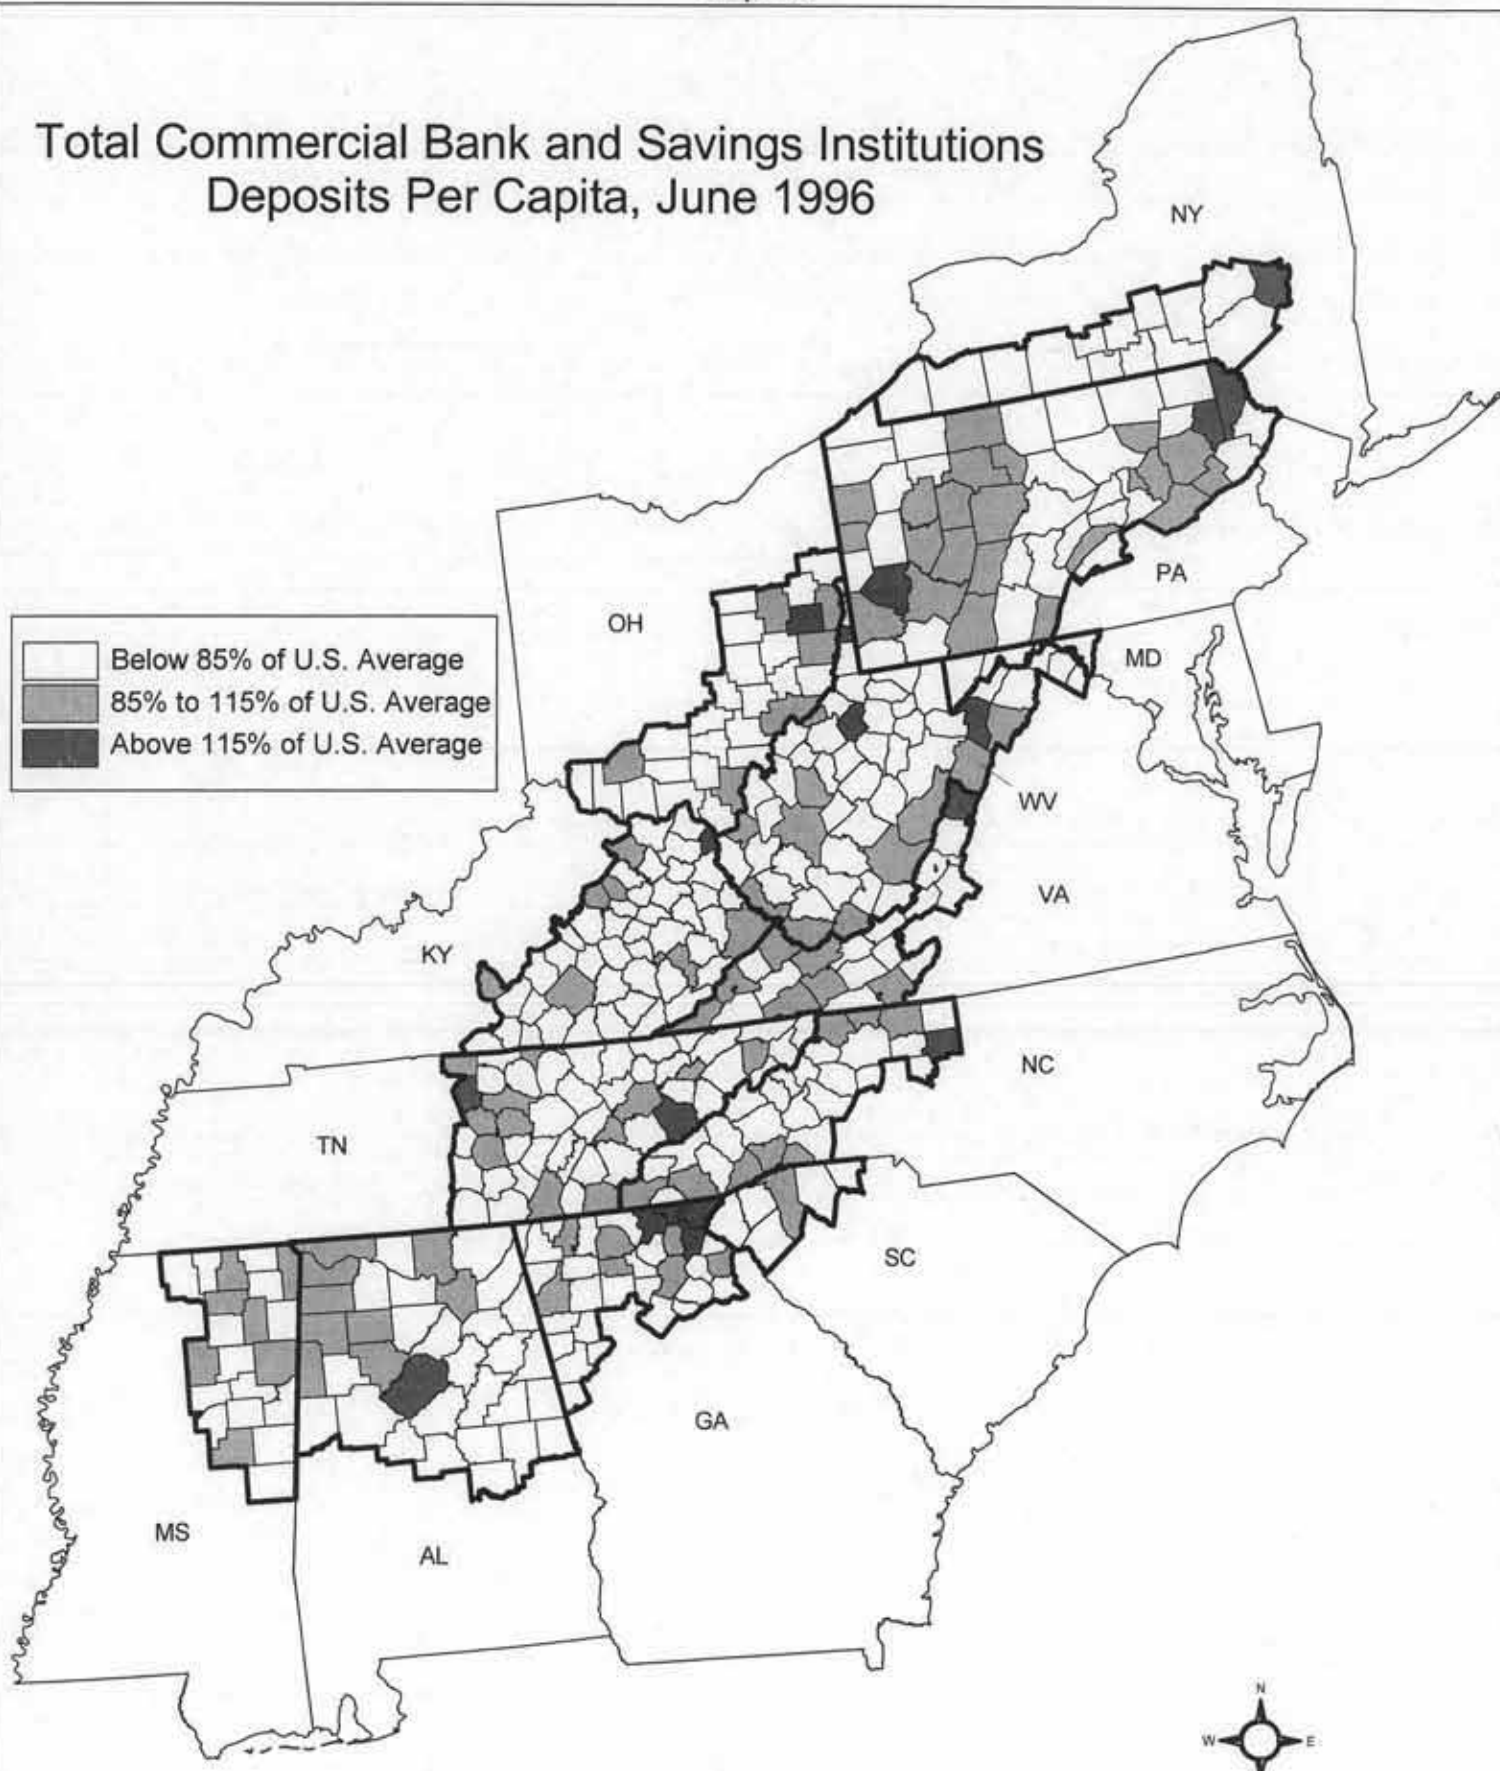 Total Commercial Bank and Savings Institutions
Deposits Per Capita, June 1996
NY
PA
OH
Below 85% of U.S. Average
85% to 115% of U.S. Average
Above 115% of U.S. Average
MD
WV
VA
KY
NC
TN
SC
GA
MS
AL
N
W E